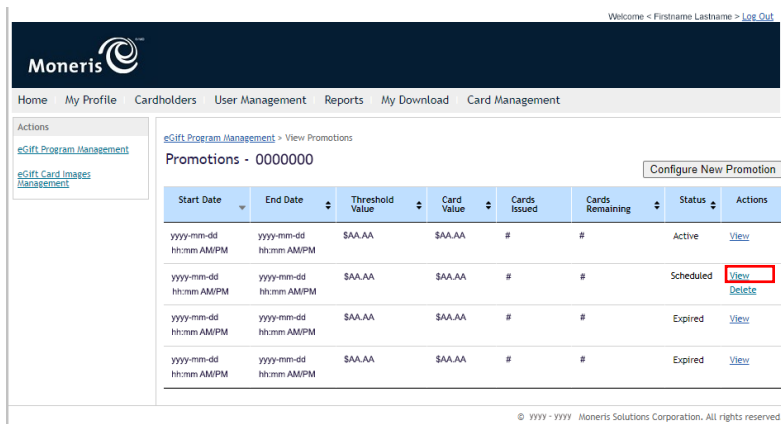 Welcome < Firstname Lastname > Log Out
Moneris
Home My Profile Cardholders User Management Reports My Download Card Management
Actions
eGift Program Management
eGift Card Images
Management
eGift Program Management > View Promotions
Promotions - 0000000
Configure New Promotion
Start Date End Date Threshold Value Card Value Cards Issued Cards Remaining Status Actions
yyyy-mm-dd yyyy-mm-dd $AA.AA $AA.AA # # Active View
hh:mm AM/PM hh:mm AM/PM
yyyy-mm-dd yyyy-mm-dd $AA.AA $AA.AA # # Scheduled View
hh:mm AM/PM hh:mm AM/PM Delete
yyyy-mm-dd yyyy-mm-dd $AA.AA $AA.AA # # Expired View
hh:mm AM/PM hh:mm AM/PM
yyyy-mm-dd yyyy-mm-dd $AA.AA $AA.AA # # Expired View
hh:mm AM/PM hh:mm AM/PM
© yyyy - yyyy Moneris Solutions Corporation. All rights reserved